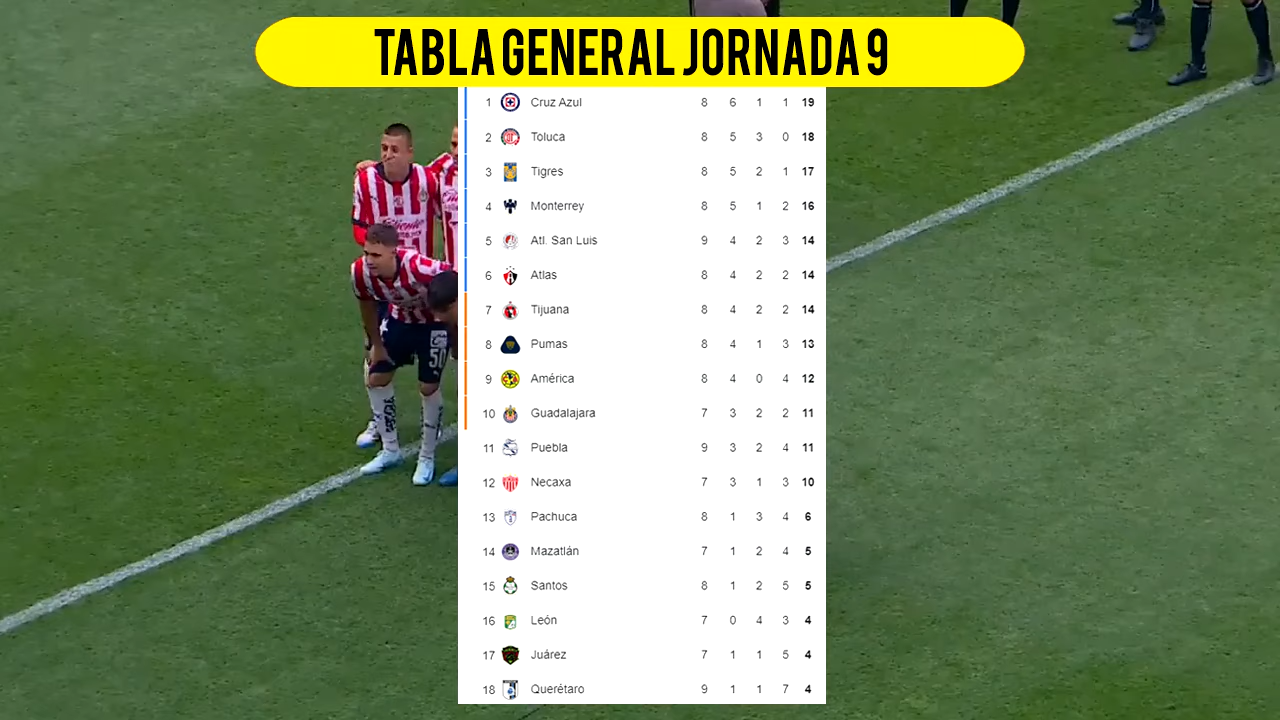 TABLA GENERAL JORNADA 9
1 Cruz Azul 8 6 1 1 19
2 Toluca 8 5 3 0 18
3 Tigres 8 5 2 1 17
4 Monterrey 8 5 1 2 16
5 Atl. San Luis 9 4 2 3 14
6 Atlas 8 4 2 2 14
7 Tijuana 8 4 2 2 14
8 Pumas 8 4 1 3 13
9 América 8 4 0 4 12
10 Guadalajara 7 3 2 2 11
11 Puebla 9 3 2 4 11
12 Necaxa 7 3 1 3 10
13 Pachuca 8 1 3 4 6
14 Mazatlán 7 1 2 4 5
15 Santos 8 1 2 5 5
16 León 7 0 4 3 4
17 Juárez 7 1 1 5 4
18 Querétaro 9 1 1 7 4
50